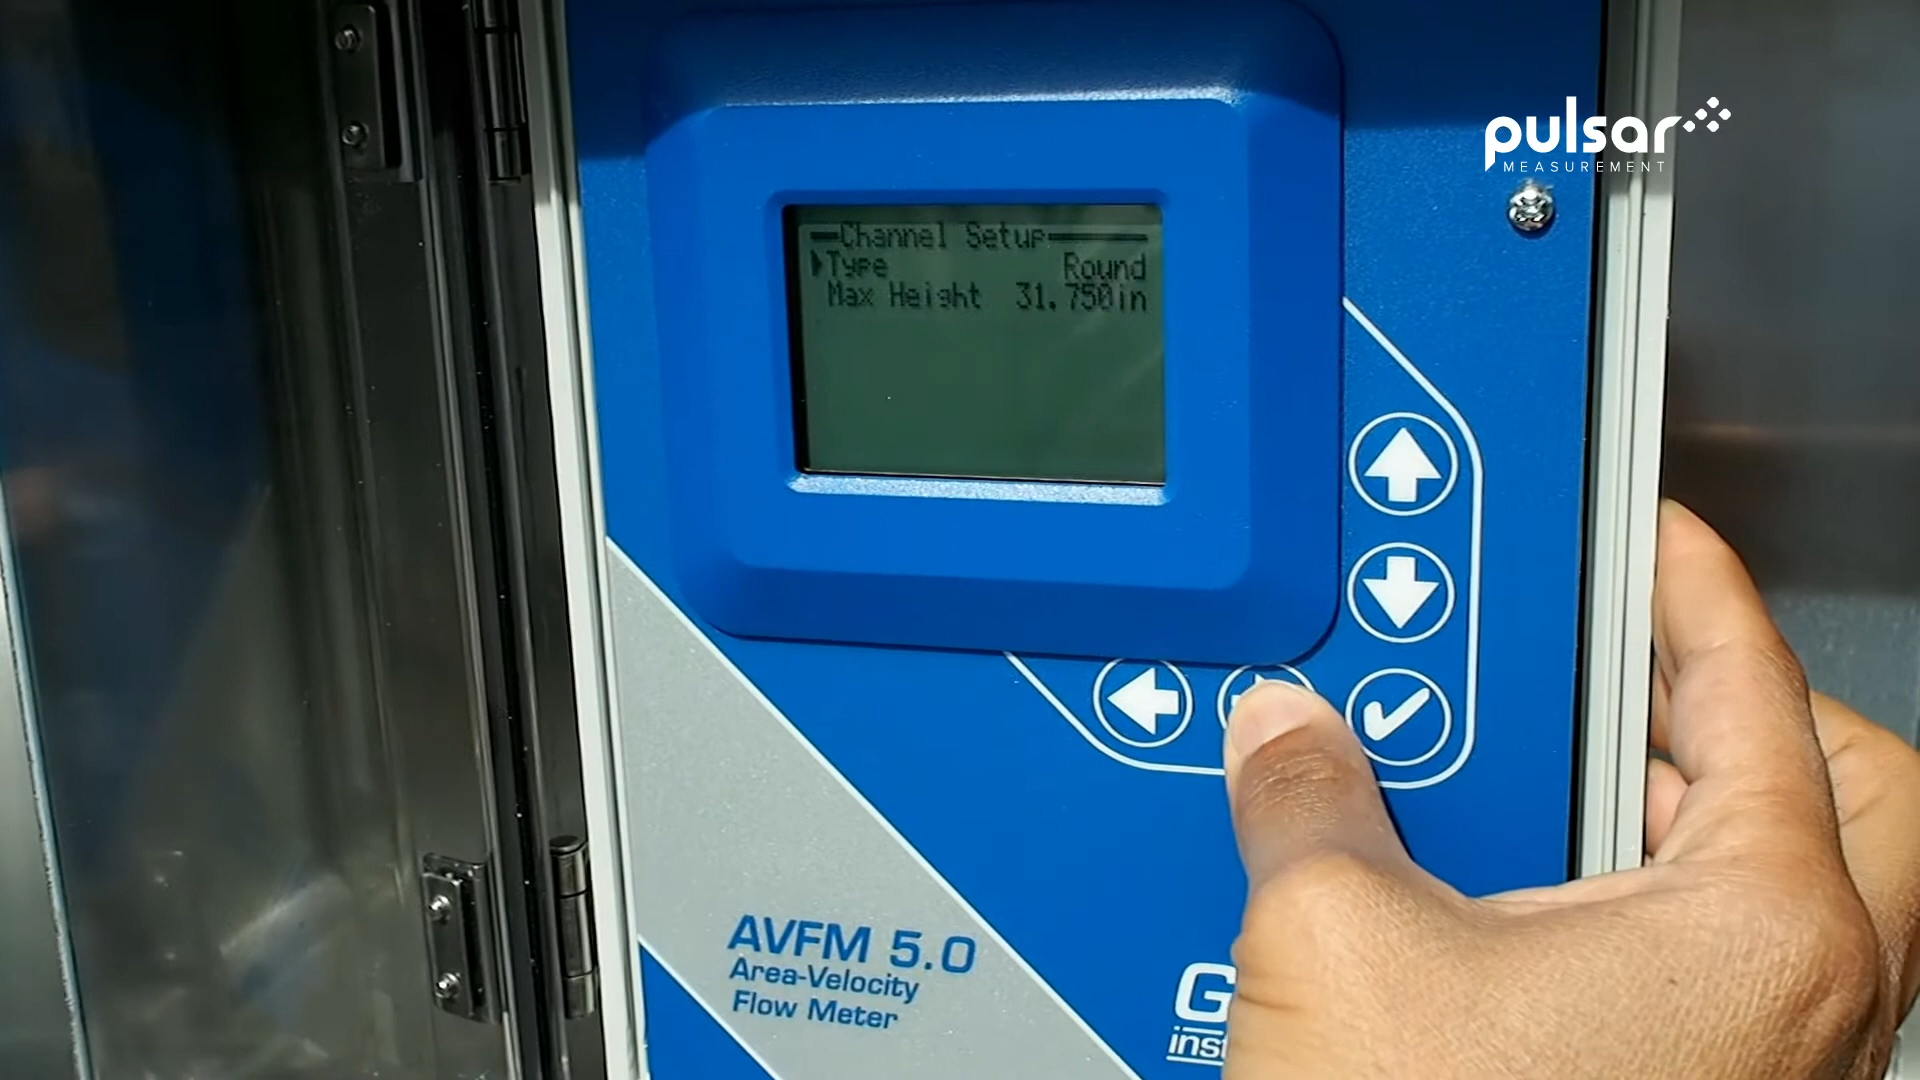 pulsar
MEASUREMENT
Channel Setup
Type Round
Max Height 31.750in
AVFM 5.0
Area-Velocity
Flow Meter